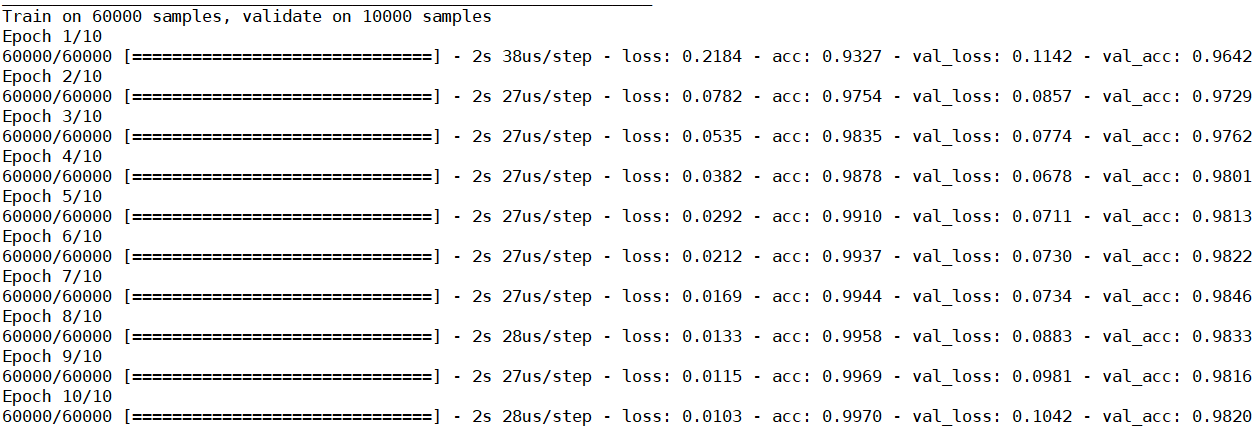 Train on 60000 samples, validate on 10000 samples
Epoch 1/10
60000/60000 [==============================] - 2s 38us/step - loss: 0.2184 - acc: 0.9327 - val_loss: 0.1142 - val_acc: 0.9642
Epoch 2/10
60000/60000 [==============================] - 2s 27us/step - loss: 0.0782 - acc: 0.9754 - val_loss: 0.0857 - val_acc: 0.9729
Epoch 3/10
60000/60000 [==============================] - 2s 27us/step - loss: 0.0535 - acc: 0.9835 - val_loss: 0.0774 - val_acc: 0.9762
Epoch 4/10
60000/60000 [==============================] - 2s 27us/step - loss: 0.0382 - acc: 0.9878 - val_loss: 0.0678 - val_acc: 0.9801
Epoch 5/10
60000/60000 [==============================] - 2s 27us/step - loss: 0.0292 - acc: 0.9910 - val_loss: 0.0711 - val_acc: 0.9813
Epoch 6/10
60000/60000 [==============================] - 2s 27us/step - loss: 0.0212 - acc: 0.9937 - val_loss: 0.0730 - val_acc: 0.9822
Epoch 7/10
60000/60000 [==============================] - 2s 27us/step - loss: 0.0169 - acc: 0.9944 - val_loss: 0.0734 - val_acc: 0.9846
Epoch 8/10
60000/60000 [==============================] - 2s 28us/step - loss: 0.0133 - acc: 0.9958 - val_loss: 0.0883 - val_acc: 0.9833
Epoch 9/10
60000/60000 [==============================] - 2s 27us/step - loss: 0.0115 - acc: 0.9969 - val_loss: 0.0981 - val_acc: 0.9816
Epoch 10/10
60000/60000 [==============================] - 2s 28us/step - loss: 0.0103 - acc: 0.9970 - val_loss: 0.1042 - val_acc: 0.9820